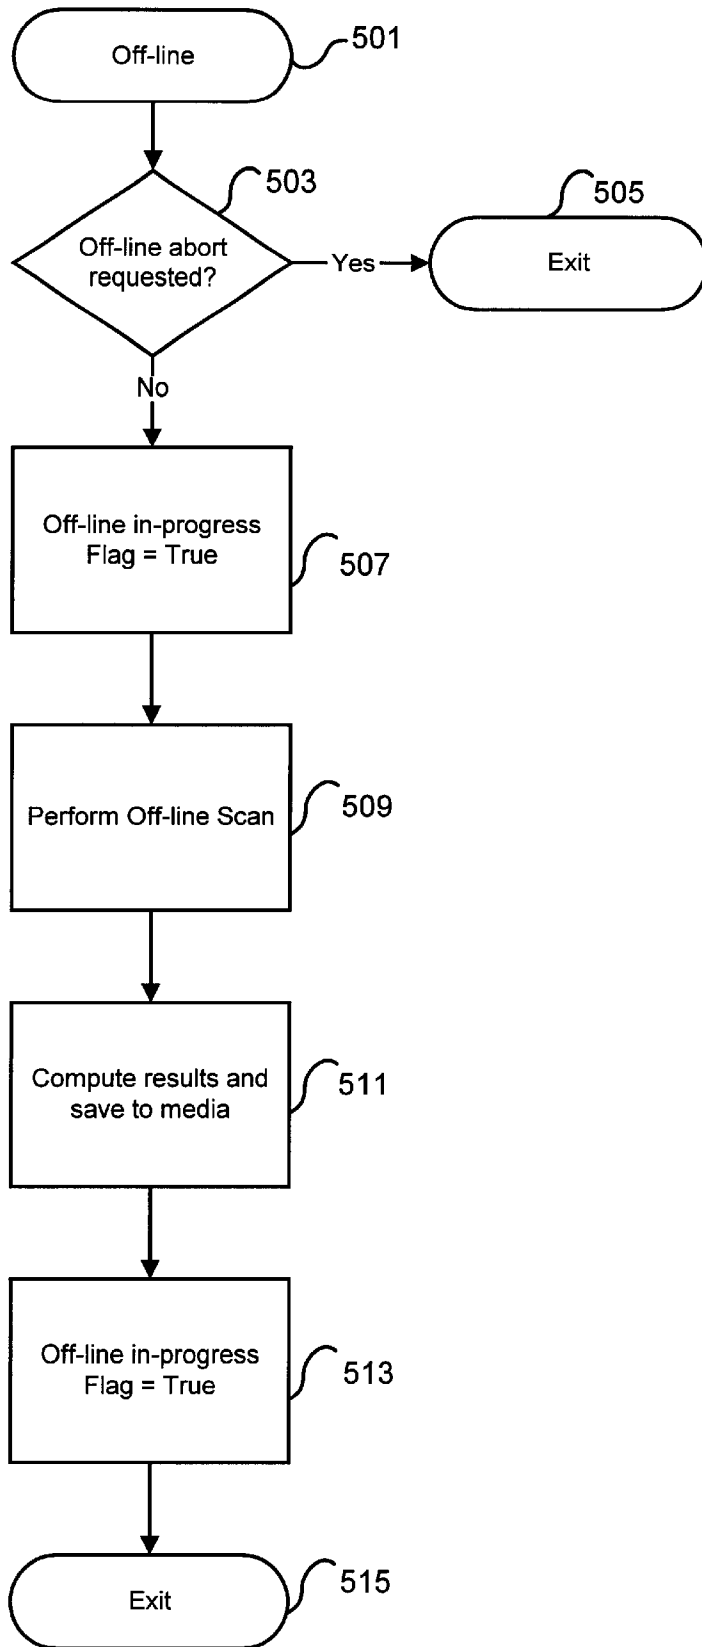 Off-line
501
503
Off-line abort
requested?
Yes
505
Exit
No
Off-line in-progress
Flag = True
507
Perform Off-line Scan
509
Compute results and
save to media
511
Off-line in-progress
Flag = True
513
Exit
515